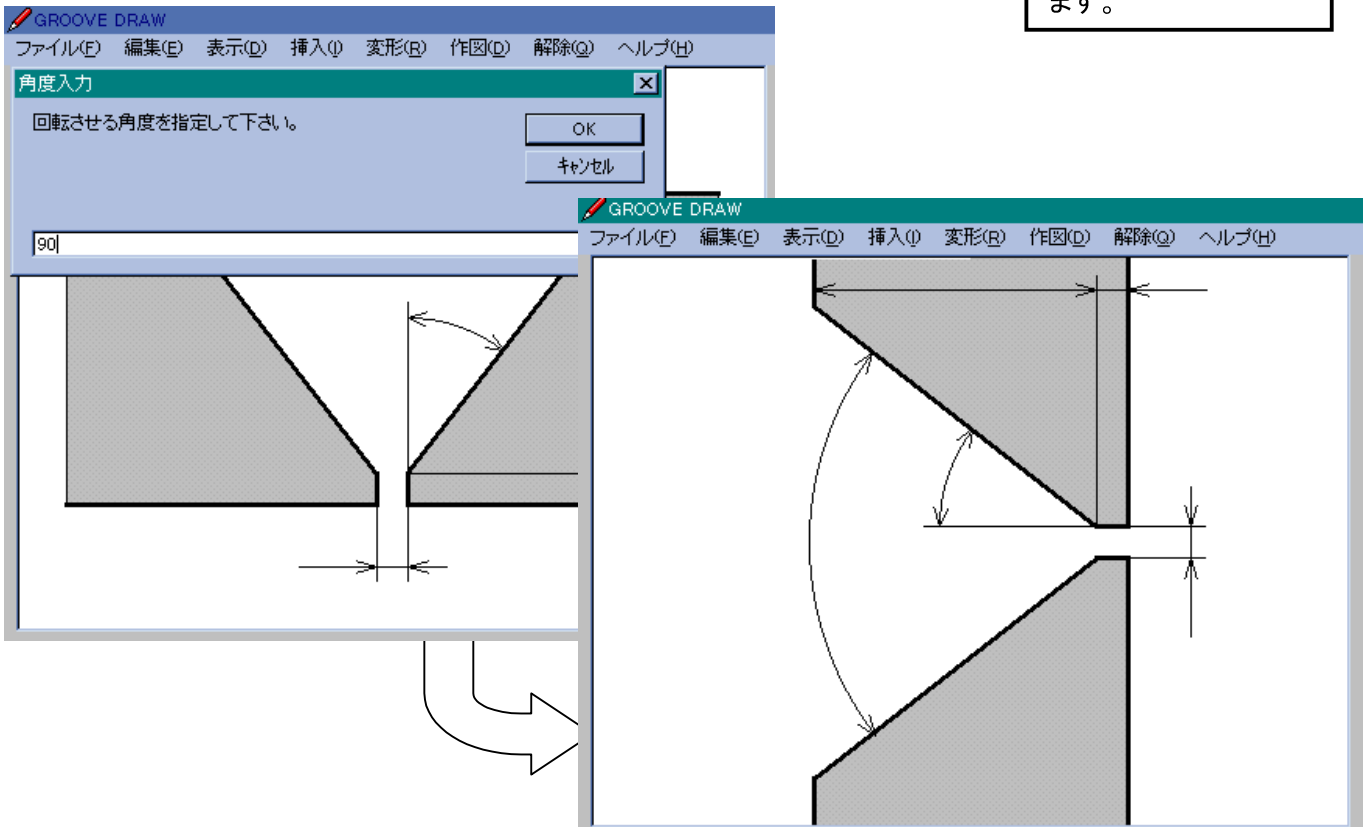 ます。
GROOVE DRAW
ファイル(F) 編集(E) 表示(D) 挿入(I) 変形(R) 作図(D) 解除(Q) ヘルプ(H)
角度入力
回転させる角度を指定して下さい。
OK
キャンセル
90
GROOVE DRAW
ファイル(F) 編集(E) 表示(D) 挿入(I) 変形(R) 作図(D) 解除(Q) ヘルプ(H)